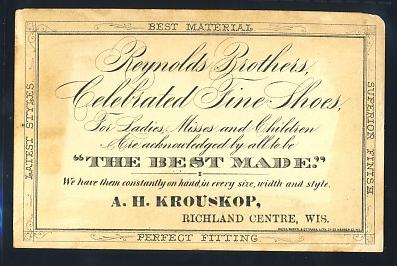 BEST MATERIAL
Reynolds Brothers,
Celebrated Fine Shoes,
For Ladies, Misses and Children
Are acknowledged by all to be
"THE BEST MADE."
We have them constantly on hand, in every size, width and style.
A. H. KROUSKOP,
RICHLAND CENTRE, WIS.
LATEST STYLES
SUPERIOR FINISH
PERFECT FITTING